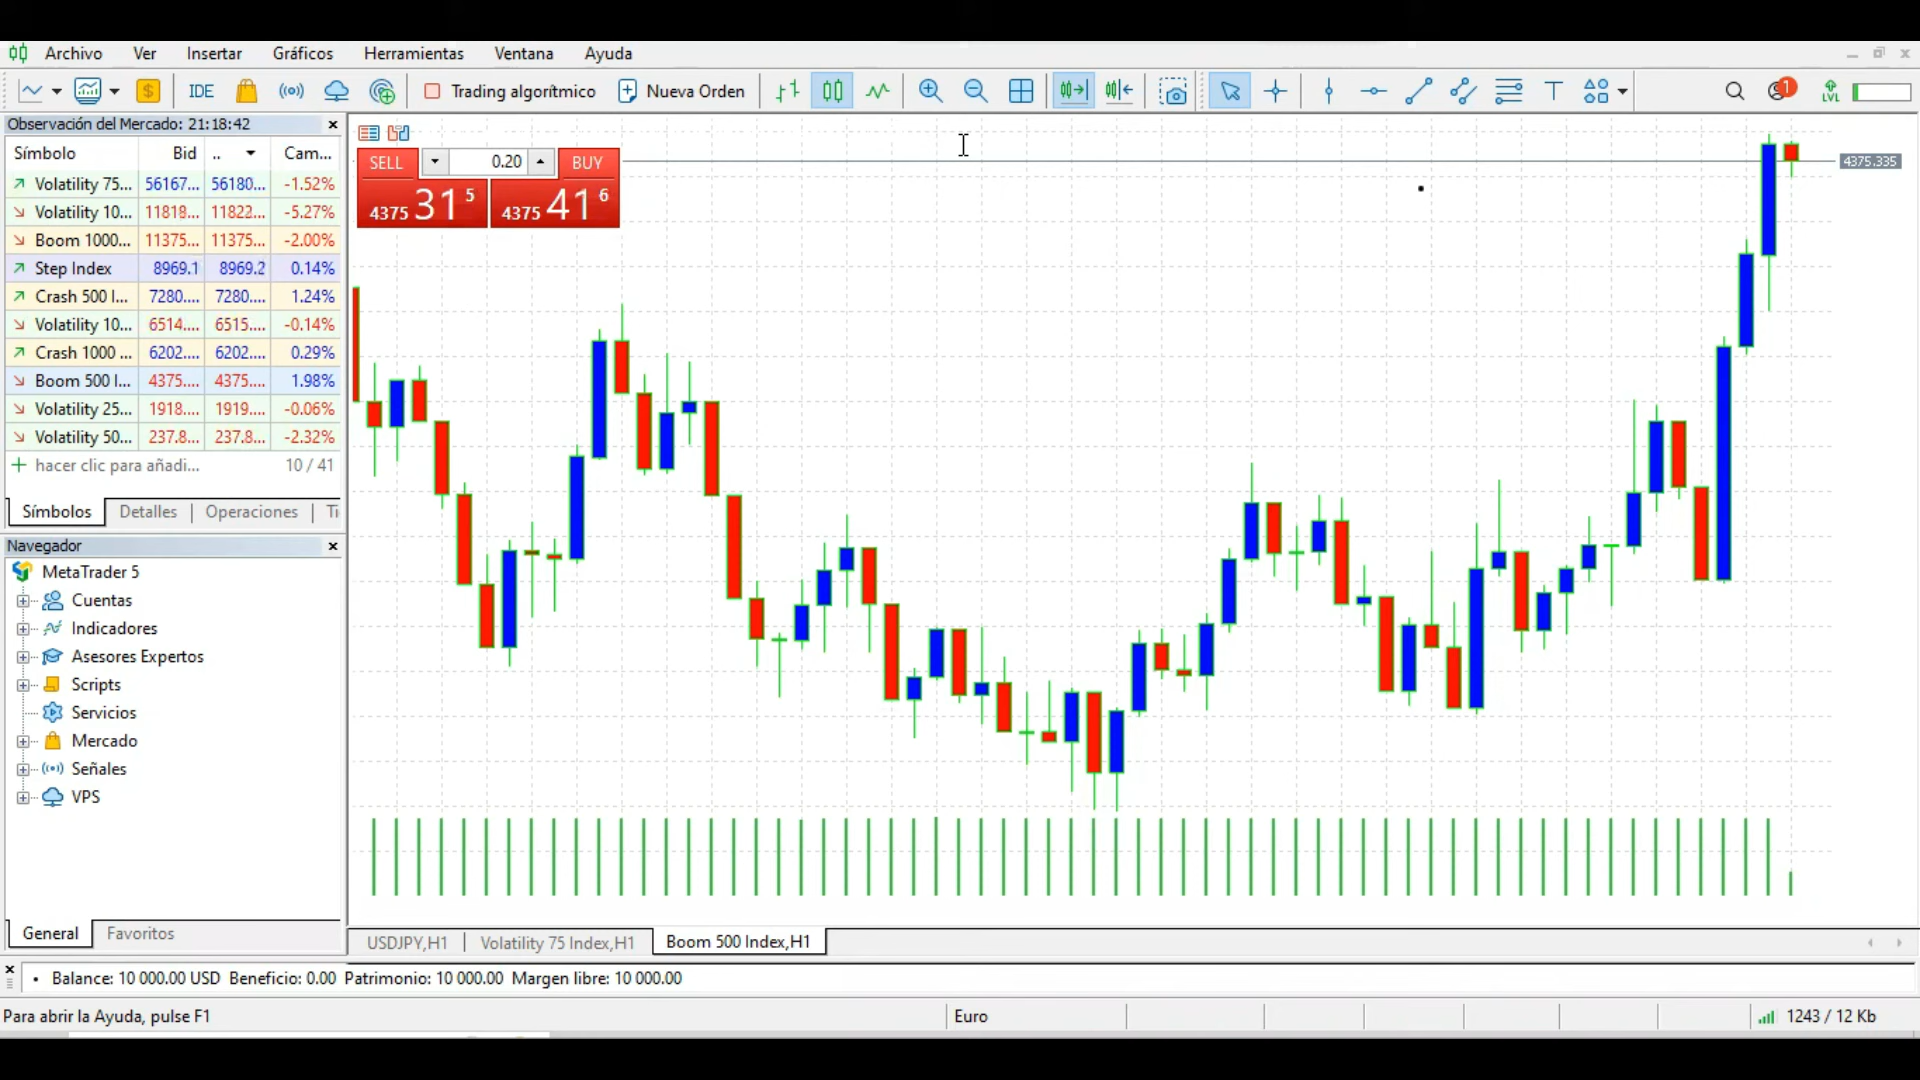 Archivo Ver Insertar Gráficos Herramientas Ventana Ayuda
$ IDE Trading algorítmico Nueva Orden T 1 LVL
Observación del Mercado: 21:18:42
Símbolo Bid .. Cam...
Volatility 75... 56167... 56180... -1.52%
Volatility 10... 11818... 11822... -5.27%
Boom 1000... 11375... 11375... -2.00%
Step Index 8969.1 8969.2 0.14%
Crash 500 I... 7280.... 7280.... 1.24%
Volatility 10... 6514.... 6515.... -0.14%
Crash 1000 ... 6202.... 6202.... 0.29%
Boom 500 I... 4375.... 4375.... 1.98%
Volatility 25... 1918.... 1919.... -0.06%
Volatility 50... 237.8... 237.8... -2.32%
+ hacer clic para añadi... 10 / 41
Símbolos Detalles Operaciones Ti
SELL 0.20 BUY
4375 31 5 4375 41 6
4375.335
Navegador
MetaTrader 5
Cuentas
Indicadores
Asesores Expertos
Scripts
Servicios
Mercado
Señales
VPS
General Favoritos
USDJPY,H1 Volatility 75 Index,H1 Boom 500 Index,H1
• Balance: 10 000.00 USD Beneficio: 0.00 Patrimonio: 10 000.00 Margen libre: 10 000.00
Para abrir la Ayuda, pulse F1 Euro 1243 / 12 Kb